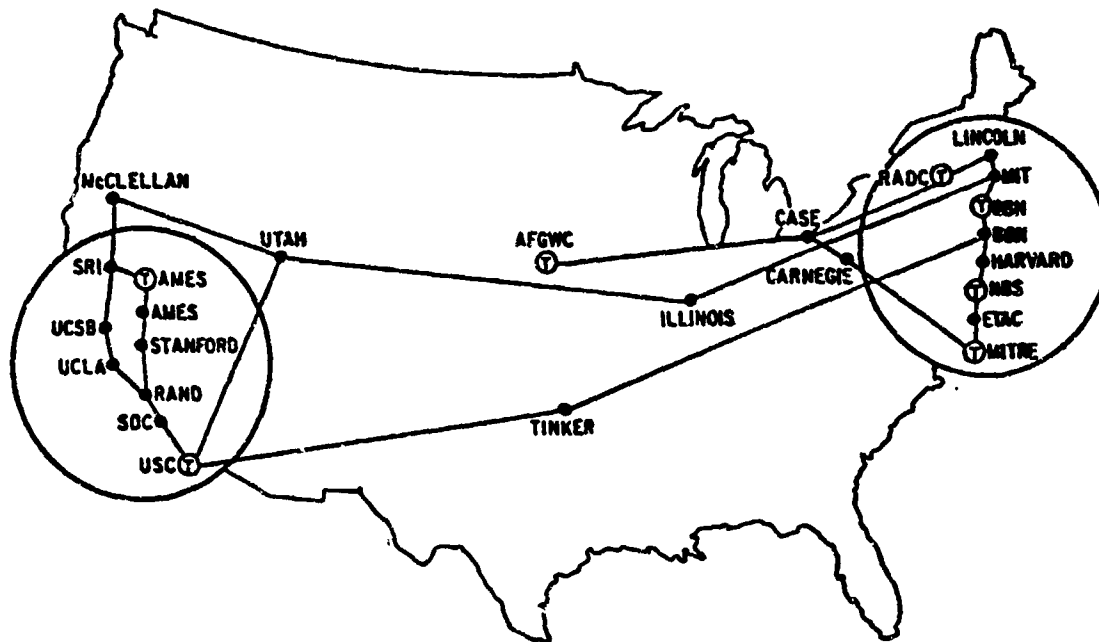 LINCOLN
RADC T
MIT
McCLELLAN
T BBN
CASE
UTAH
AFGWC
BBN
T
HARVARD
SRI
T AMES
CARNEGIE
T NBS
AMES
ILLINOIS
UCSB
ETAC
STANFORD
T MITRE
UCLA
RAND
SDC
TINKER
USC T